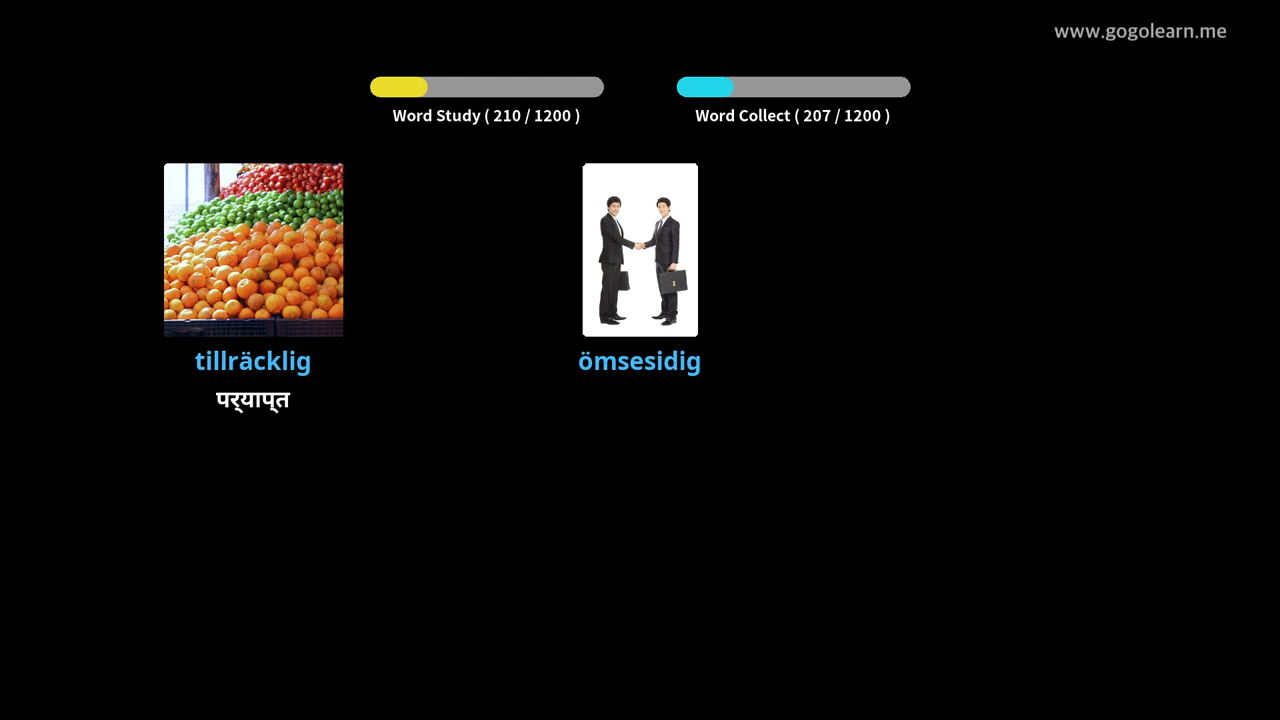 www.gogolearn.me
Word Study ( 210 / 1200 )
Word Collect ( 207 / 1200 )
tillräcklig
पर्याप्त
ömsesidig